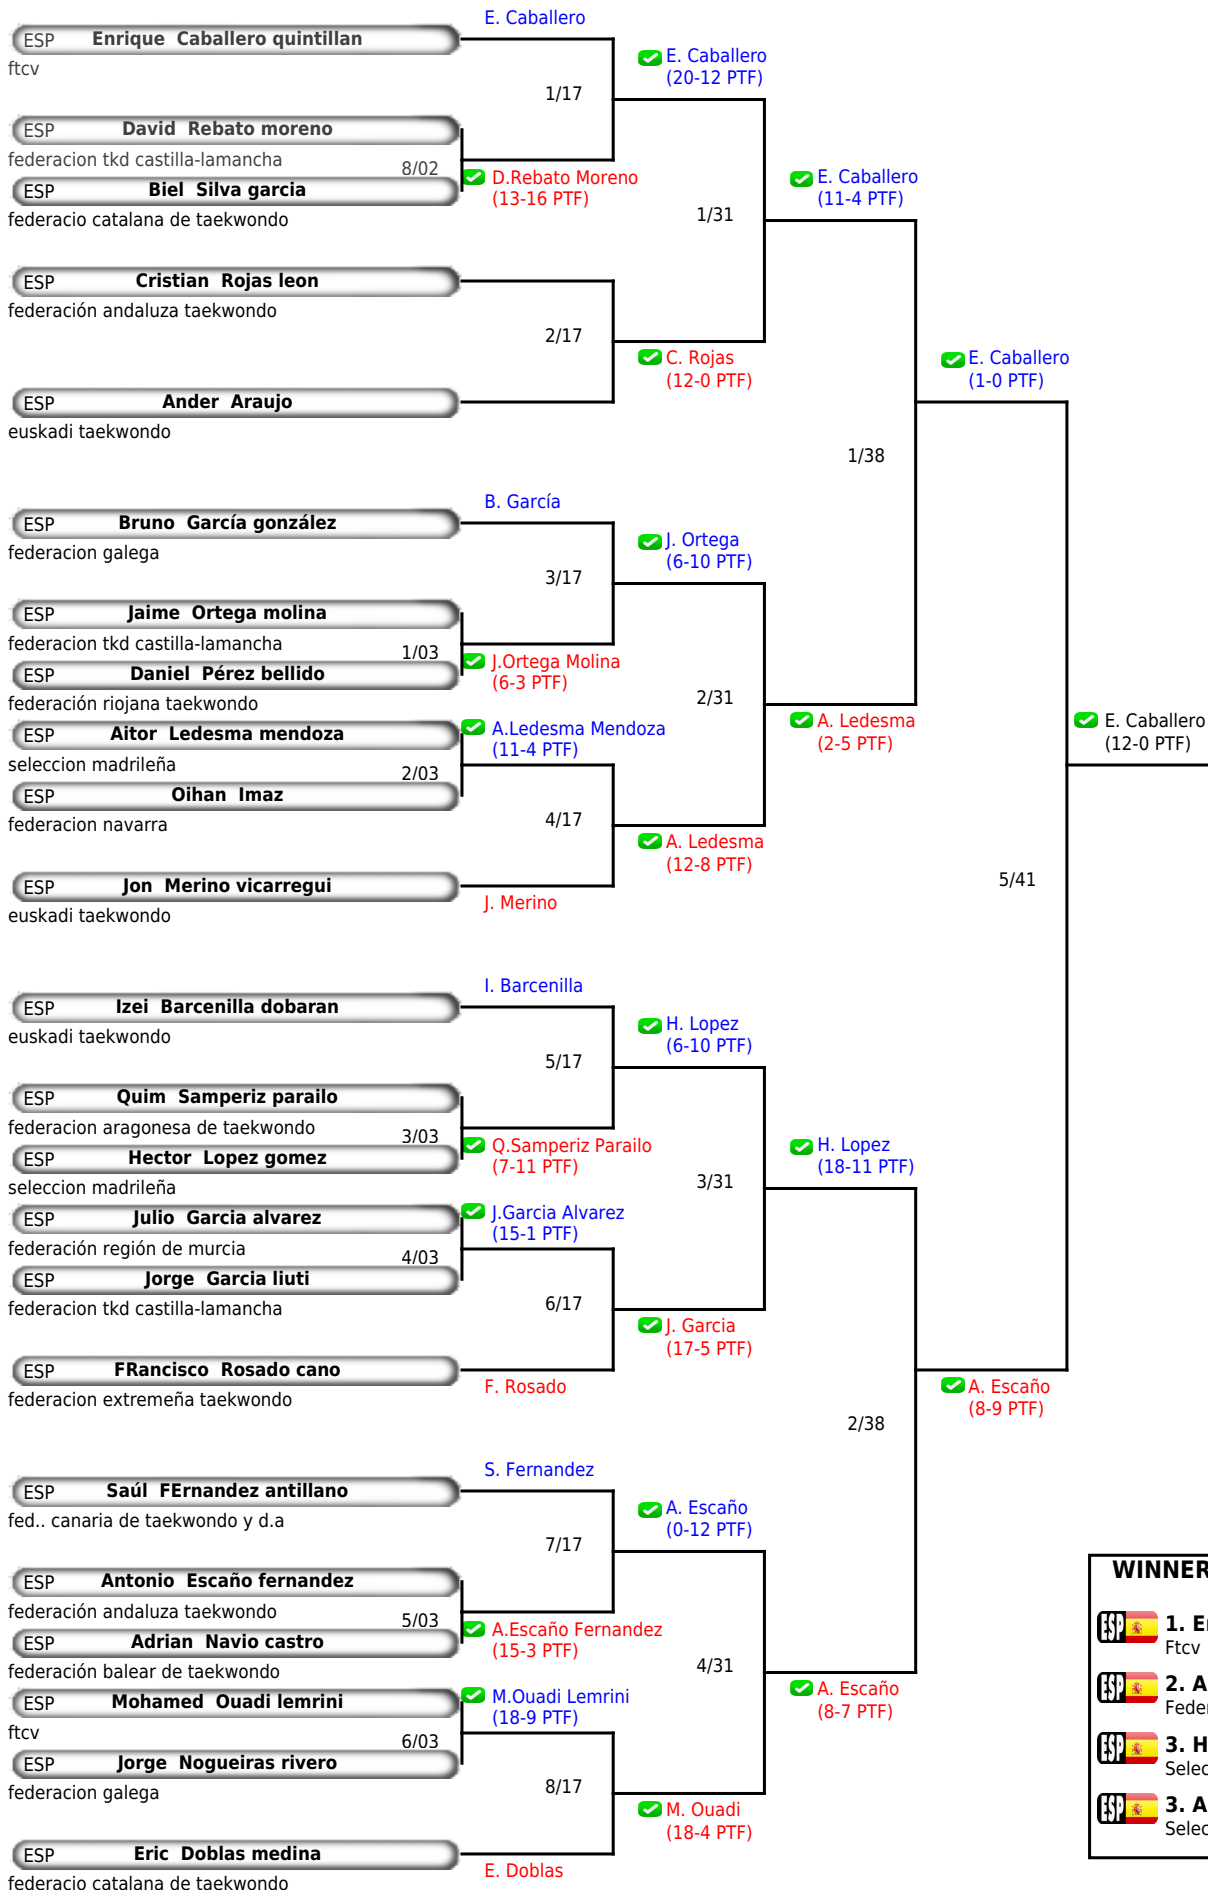 E. Caballero
ESP Enrique Caballero quintillan
ftcv
E. Caballero
(20-12 PTF)
1/17
ESP David Rebato moreno
federacion tkd castilla-lamancha
8/02
D.Rebato Moreno
(13-16 PTF)
ESP Biel Silva garcia
federacio catalana de taekwondo
E. Caballero
(11-4 PTF)
1/31
ESP Cristian Rojas leon
federación andaluza taekwondo
2/17
C. Rojas
(12-0 PTF)
ESP Ander Araujo
euskadi taekwondo
E. Caballero
(1-0 PTF)
1/38
B. García
ESP Bruno García gonzález
federacion galega
J. Ortega
(6-10 PTF)
3/17
ESP Jaime Ortega molina
federacion tkd castilla-lamancha
1/03
J.Ortega Molina
(6-3 PTF)
ESP Daniel Pérez bellido
federación riojana taekwondo
2/31
A. Ledesma
(2-5 PTF)
E. Caballero
(12-0 PTF)
ESP Aitor Ledesma mendoza
seleccion madrileña
A.Ledesma Mendoza
(11-4 PTF)
2/03
ESP Oihan Imaz
federacion navarra
4/17
A. Ledesma
(12-8 PTF)
ESP Jon Merino vicarregui
euskadi taekwondo
J. Merino
5/41
I. Barcenilla
ESP Izei Barcenilla dobaran
euskadi taekwondo
H. Lopez
(6-10 PTF)
5/17
ESP Quim Samperiz parailo
federacion aragonesa de taekwondo
3/03
Q.Samperiz Parailo
(7-11 PTF)
ESP Hector Lopez gomez
seleccion madrileña
H. Lopez
(18-11 PTF)
3/31
ESP Julio Garcia alvarez
federación región de murcia
J.Garcia Alvarez
(15-1 PTF)
4/03
ESP Jorge Garcia liuti
federacion tkd castilla-lamancha
6/17
J. Garcia
(17-5 PTF)
ESP FRancisco Rosado cano
federacion extremeña taekwondo
F. Rosado
A. Escaño
(8-9 PTF)
2/38
S. Fernandez
ESP Saúl FErnandez antillano
fed.. canaria de taekwondo y d.a
A. Escaño
(0-12 PTF)
7/17
ESP Antonio Escaño fernandez
federación andaluza taekwondo
5/03
A.Escaño Fernandez
(15-3 PTF)
ESP Adrian Navio castro
federación balear de taekwondo
4/31
A. Escaño
(8-7 PTF)
ESP Mohamed Ouadi lemrini
ftcv
M.Ouadi Lemrini
(18-9 PTF)
6/03
ESP Jorge Nogueiras rivero
federacion galega
8/17
M. Ouadi
(18-4 PTF)
ESP Eric Doblas medina
federacio catalana de taekwondo
E. Doblas
WINNER
ESP 1. E
Ftcv
ESP 2. A
Feder
ESP 3. H
Selec
ESP 3. A
Selec